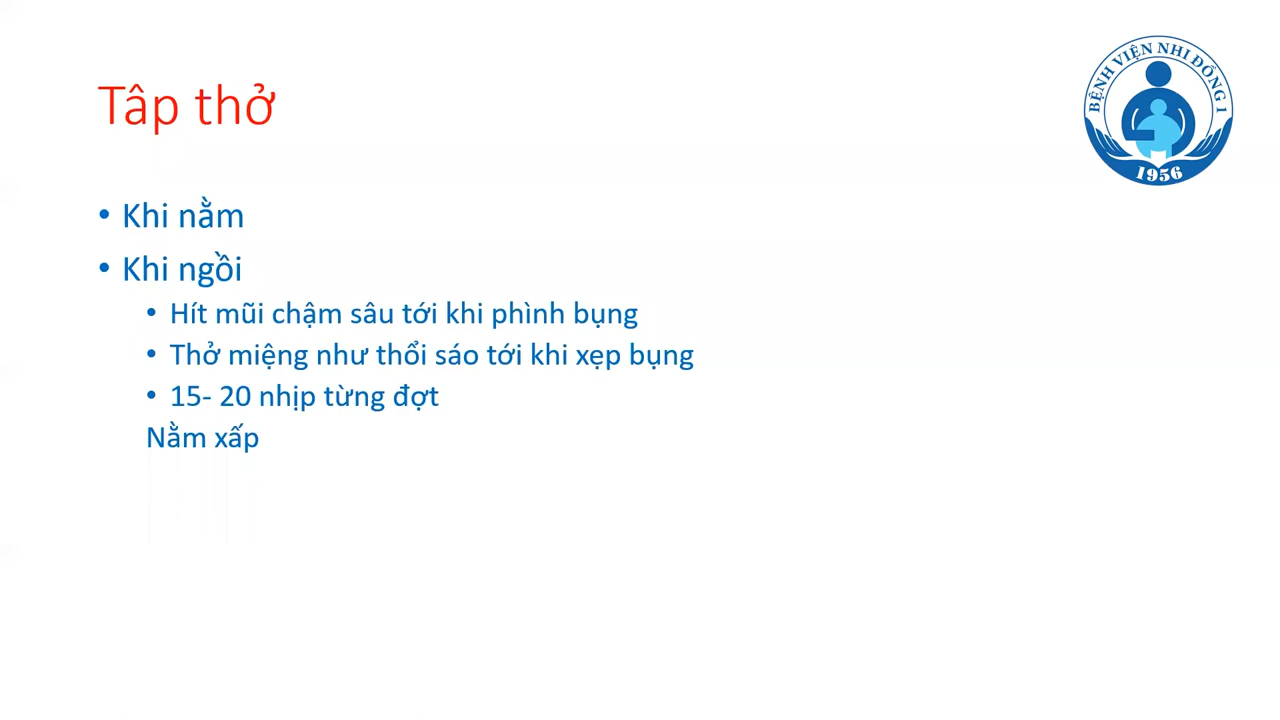 Tâp thở
BỆNH VIỆN NHI ĐỒNG 1
1956
• Khi nằm
• Khi ngồi
• Hít mũi chậm sâu tới khi phình bụng
• Thở miệng như thổi sáo tới khi xẹp bụng
• 15- 20 nhịp từng đợt
Nằm xấp